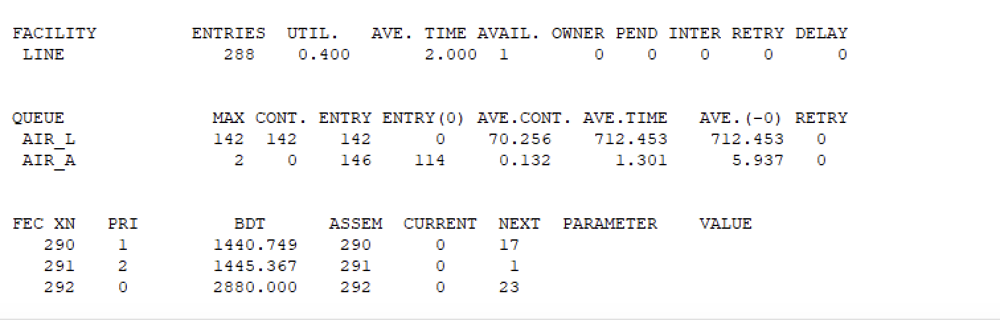 FACILITY ENTRIES UTIL. AVE. TIME AVAIL. OWNER PEND INTER RETRY DELAY
LINE 288 0.400 2.000 1 0 0 0 0 0
QUEUE MAX CONT. ENTRY ENTRY(0) AVE.CONT. AVE.TIME AVE.(-0) RETRY
AIR_L 142 142 142 0 70.256 712.453 712.453 0
AIR_A 2 0 146 114 0.132 1.301 5.937 0
FEC XN PRI BDT ASSEM CURRENT NEXT PARAMETER VALUE
290 1 1440.749 290 0 17
291 2 1445.367 291 0 1
292 0 2880.000 292 0 23